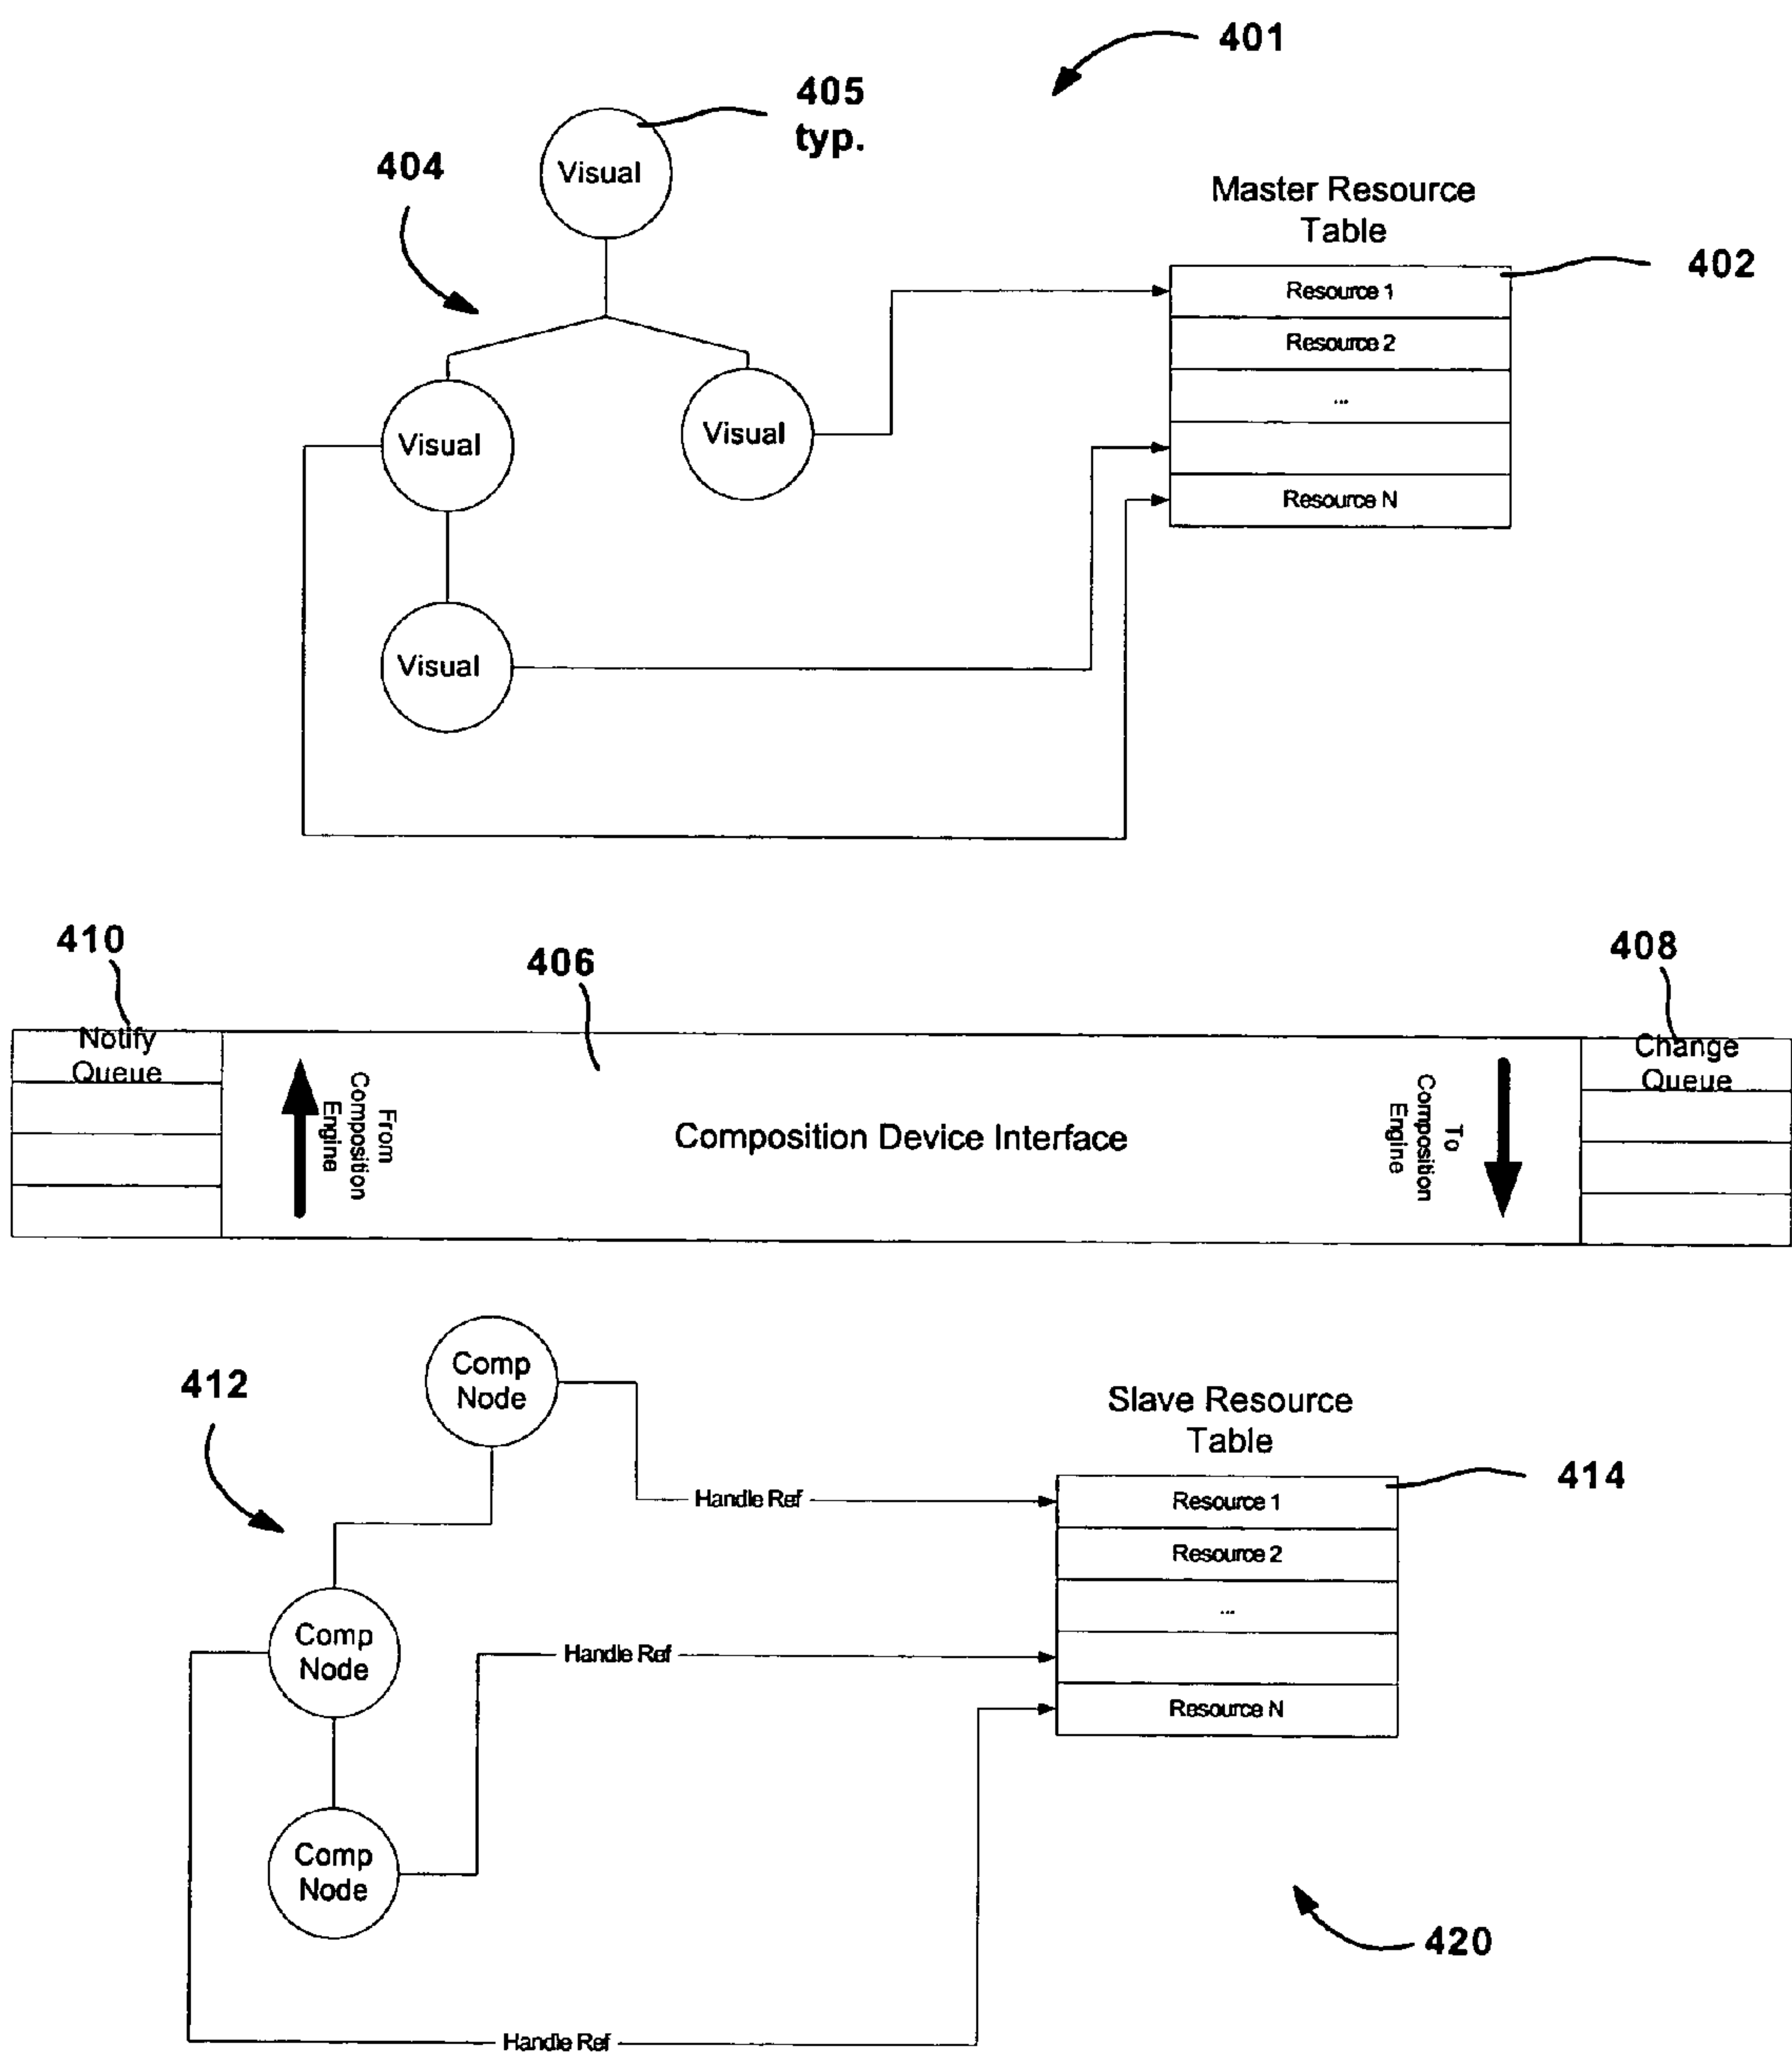 401
405
typ.
Visual
404
Master Resource
Table
402
Resource 1
Resource 2
...
Resource N
Visual
Visual
Visual
410
406
408
Notify
Queue
From
Composition
Engine
Composition Device Interface
To
Composition
Engine
Change
Queue
412
Comp
Node
Handle Ref
Slave Resource
Table
414
Resource 1
Resource 2
...
Resource N
Comp
Node
Handle Ref
Comp
Node
420
Handle Ref